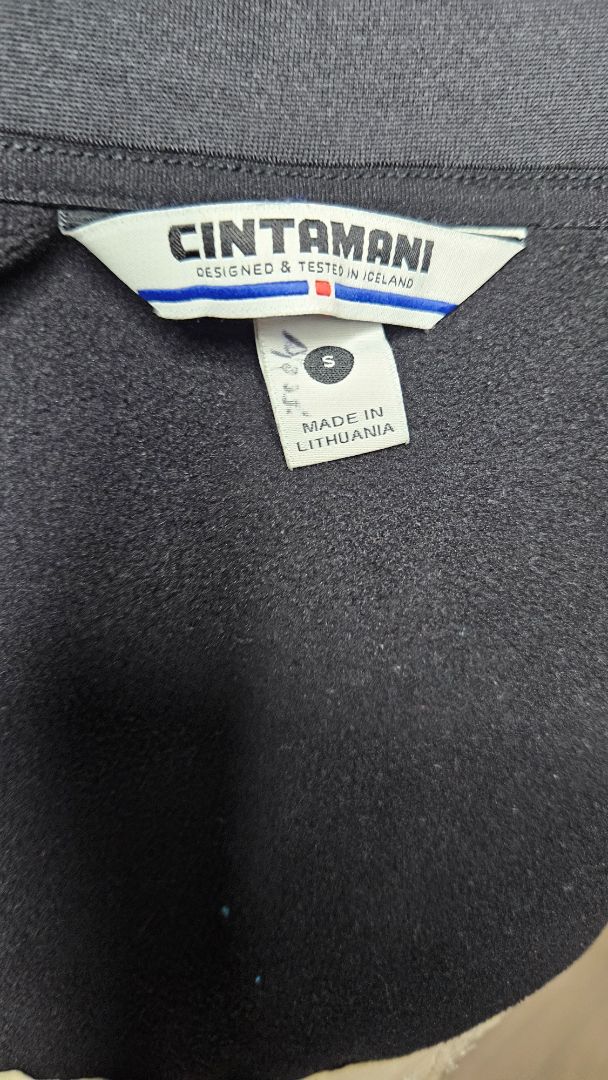 CINTAMANI
DESIGNED & TESTED IN ICELAND
S
MADE IN
LITHUANIA